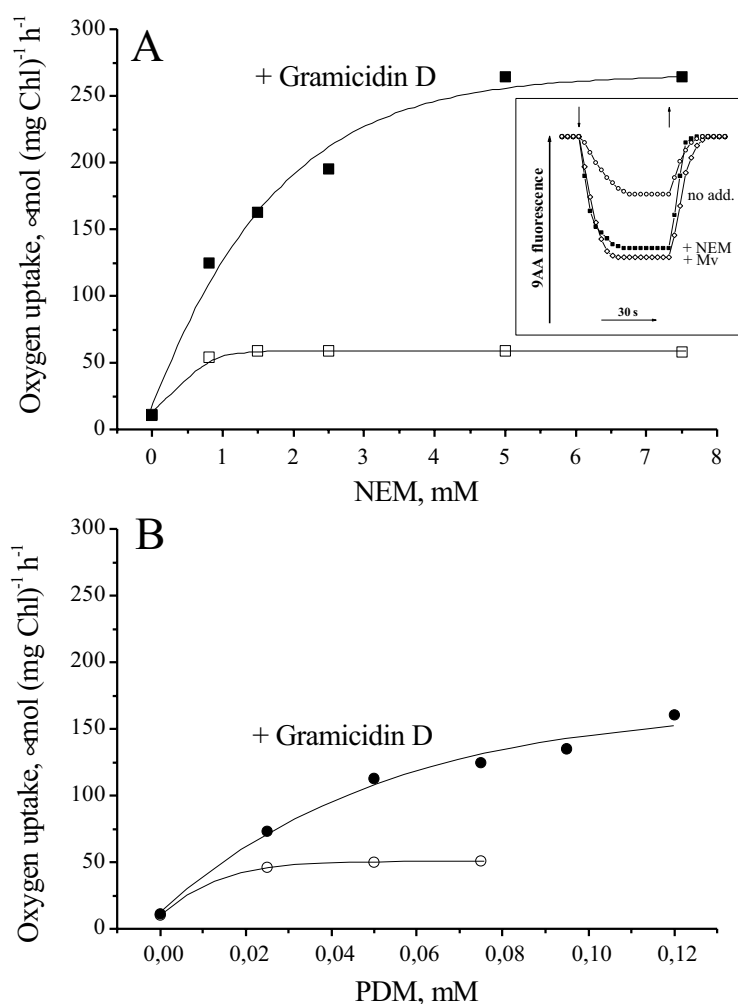 A
+ Gramicidin D
Oxygen uptake, ∝mol (mg Chl)⁻¹ h⁻¹
300
250
200
150
100
50
0
0 1 2 3 4 5 6 7 8
NEM, mM
9AA fluorescence
no add.
+ NEM
+ Mv
30 s
B
+ Gramicidin D
Oxygen uptake, ∝mol (mg Chl)⁻¹ h⁻¹
300
250
200
150
100
50
0
0,00 0,02 0,04 0,06 0,08 0,10 0,12
PDM, mM